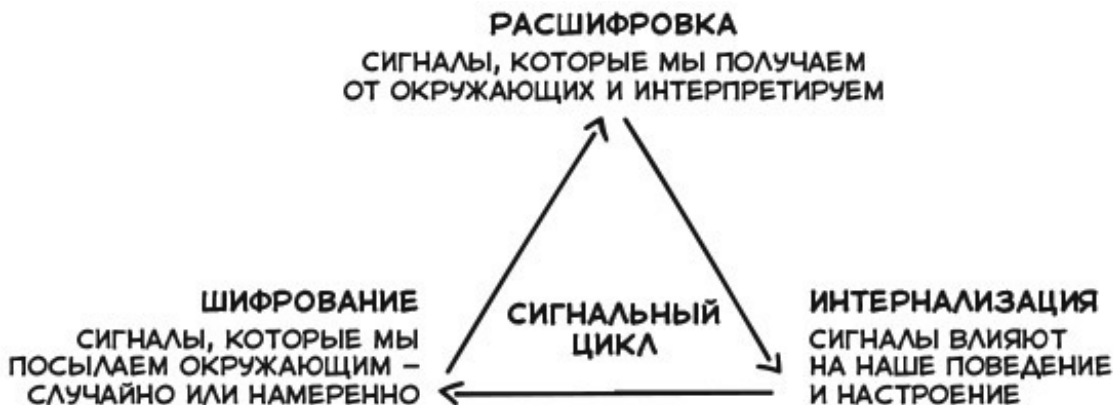 РАСШИФРОВКА
СИГНАЛЫ, КОТОРЫЕ МЫ ПОЛУЧАЕМ
ОТ ОКРУЖАЮЩИХ И ИНТЕРПРЕТИРУЕМ
ШИФРОВАНИЕ
СИГНАЛЫ, КОТОРЫЕ МЫ
ПОСЫЛАЕМ ОКРУЖАЮЩИМ –
СЛУЧАЙНО ИЛИ НАМЕРЕННО
СИГНАЛЬНЫЙ
ЦИКЛ
ИНТЕРНАЛИЗАЦИЯ
СИГНАЛЫ ВЛИЯЮТ
НА НАШЕ ПОВЕДЕНИЕ
И НАСТРОЕНИЕ